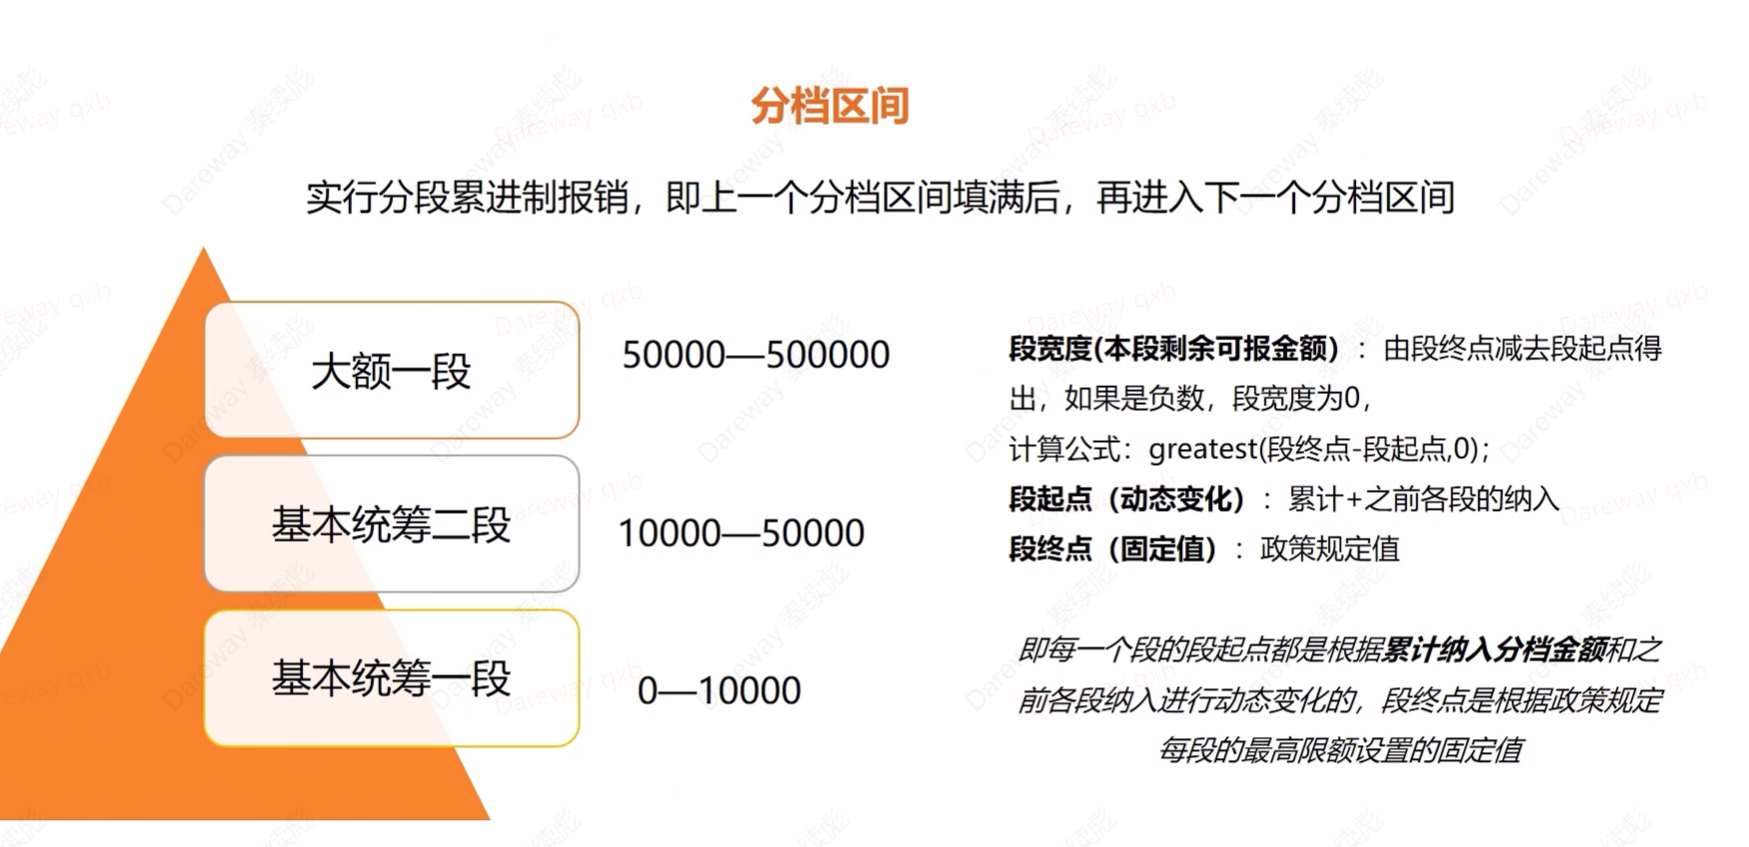 分档区间
实行分段累进制报销，即上一个分档区间填满后，再进入下一个分档区间
大额一段
50000—500000
基本统筹二段
10000—50000
基本统筹一段
0—10000
段宽度(本段剩余可报金额）：由段终点减去段起点得
出，如果是负数，段宽度为0，
计算公式：greatest(段终点-段起点,0)；
段起点（动态变化）：累计+之前各段的纳入
段终点（固定值）：政策规定值
即每一个段的段起点都是根据累计纳入分档金额和之
前各段纳入进行动态变化的，段终点是根据政策规定
每段的最高限额设置的固定值
Dareway qxb
Dareway 秦续彪